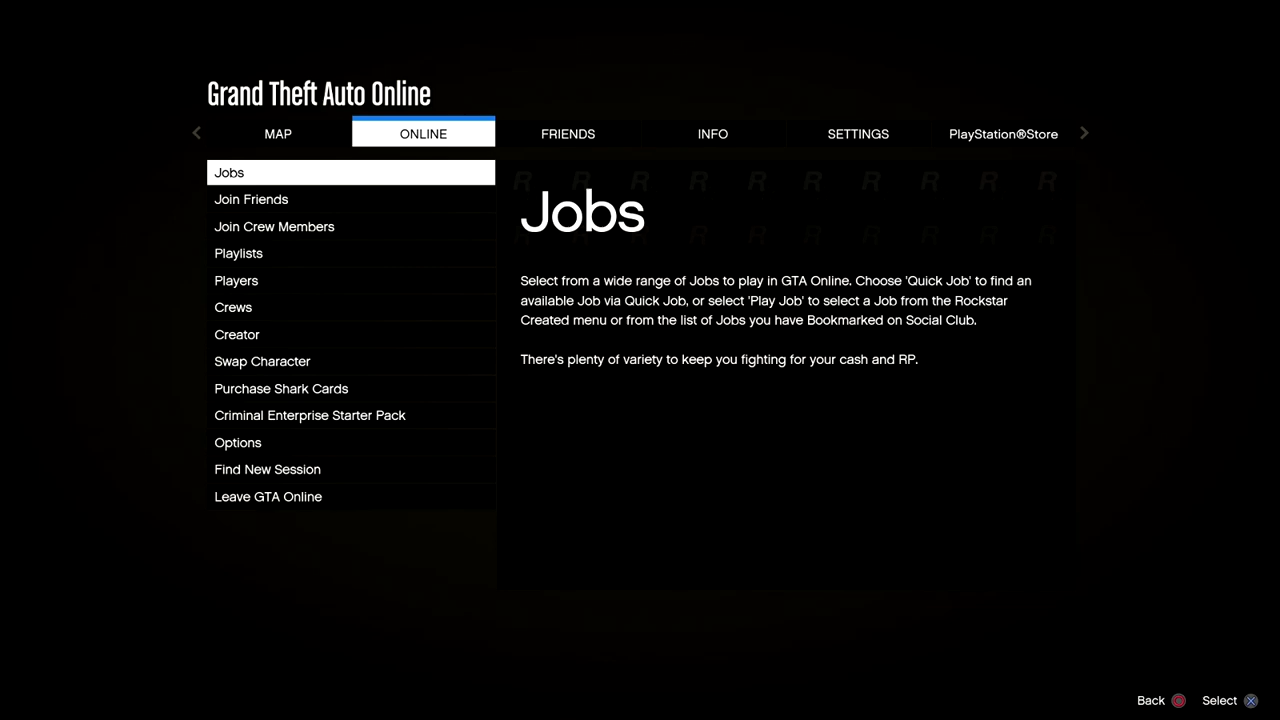 Grand Theft Auto Online
MAP ONLINE FRIENDS INFO SETTINGS PlayStation®Store
Jobs
Join Friends
Join Crew Members
Playlists
Players
Crews
Creator
Swap Character
Purchase Shark Cards
Criminal Enterprise Starter Pack
Options
Find New Session
Leave GTA Online
Jobs
Select from a wide range of Jobs to play in GTA Online. Choose 'Quick Job' to find an
available Job via Quick Job, or select 'Play Job' to select a Job from the Rockstar
Created menu or from the list of Jobs you have Bookmarked on Social Club.
There's plenty of variety to keep you fighting for your cash and RP.
Back Select